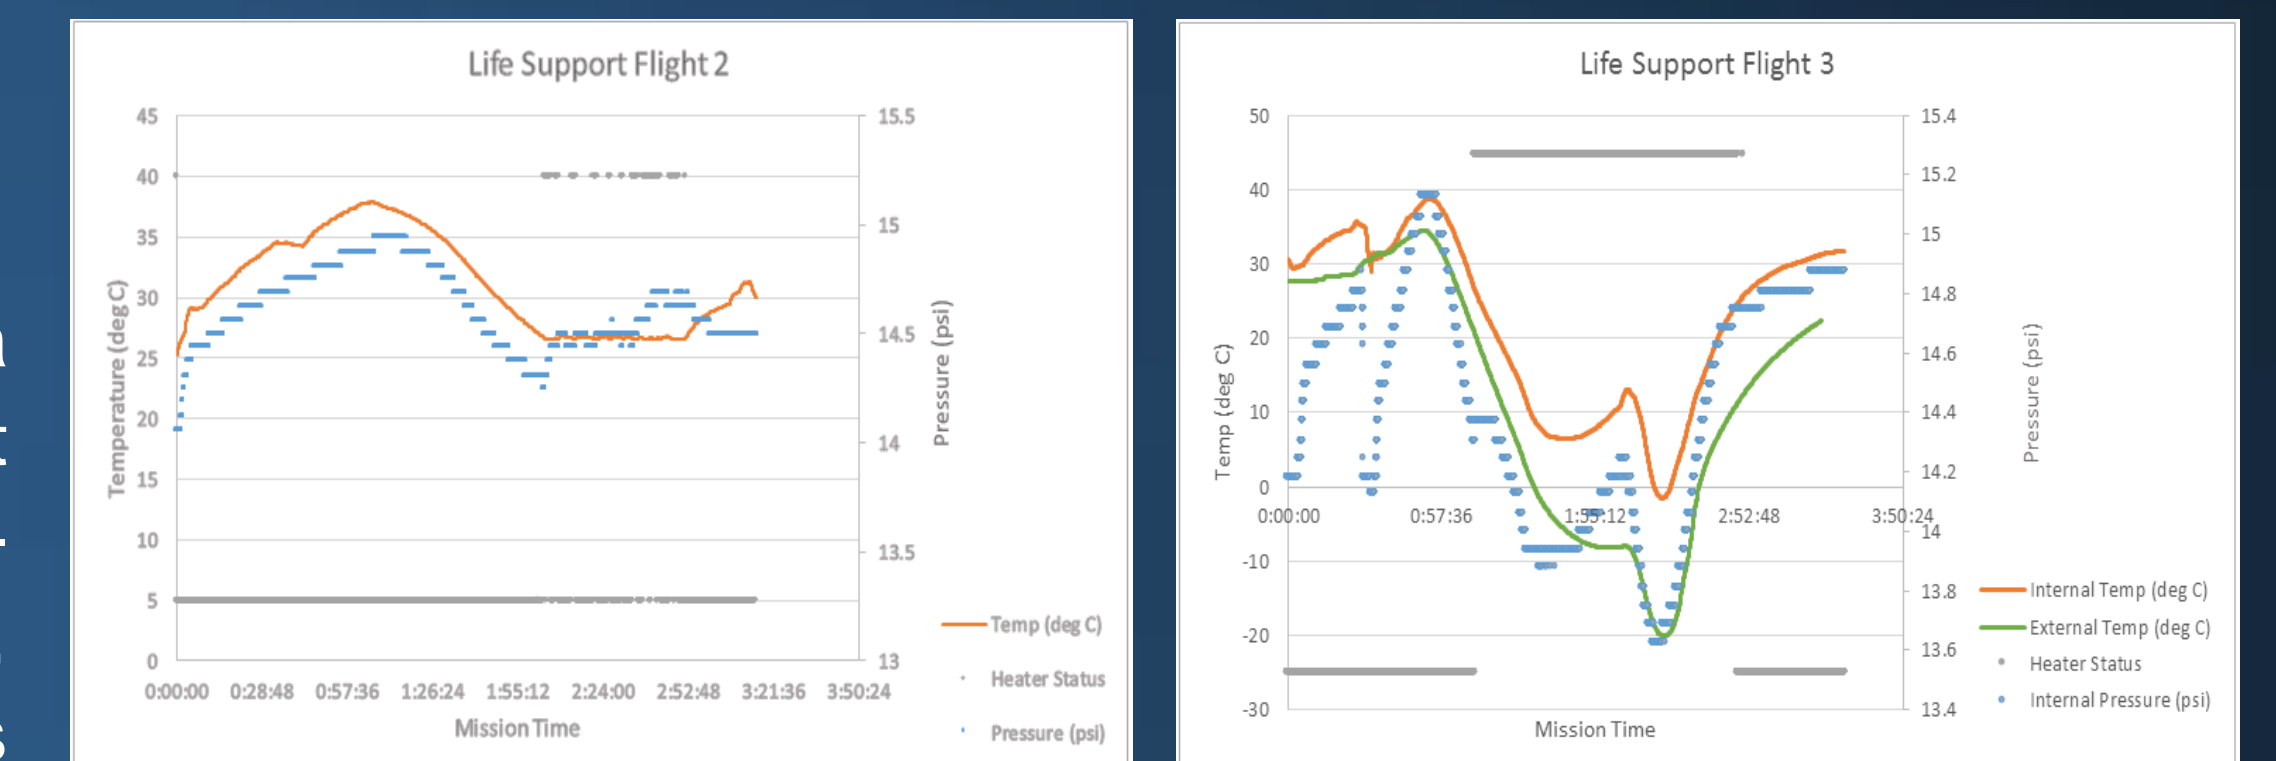 a
t
s
Life Support Flight 2
45
40
35
30
25
20
15
10
5
0
Temperature (deg C)
15.5
15
14.5
14
13.5
13
Pressure (psi)
0:00:00 0:28:48 0:57:36 1:26:24 1:55:12 2:24:00 2:52:48 3:21:36 3:50:24
Mission Time
Temp (deg C)
Heater Status
Pressure (psi)
Life Support Flight 3
50
40
30
20
10
0
-10
-20
-30
Temp (deg C)
0:00:00 0:57:36 1:55:12 2:52:48 3:50:24
15.4
15.2
15
14.8
14.6
14.4
14.2
14
13.8
13.6
13.4
Pressure (psi)
Mission Time
Internal Temp (deg C)
External Temp (deg C)
Heater Status
Internal Pressure (psi)